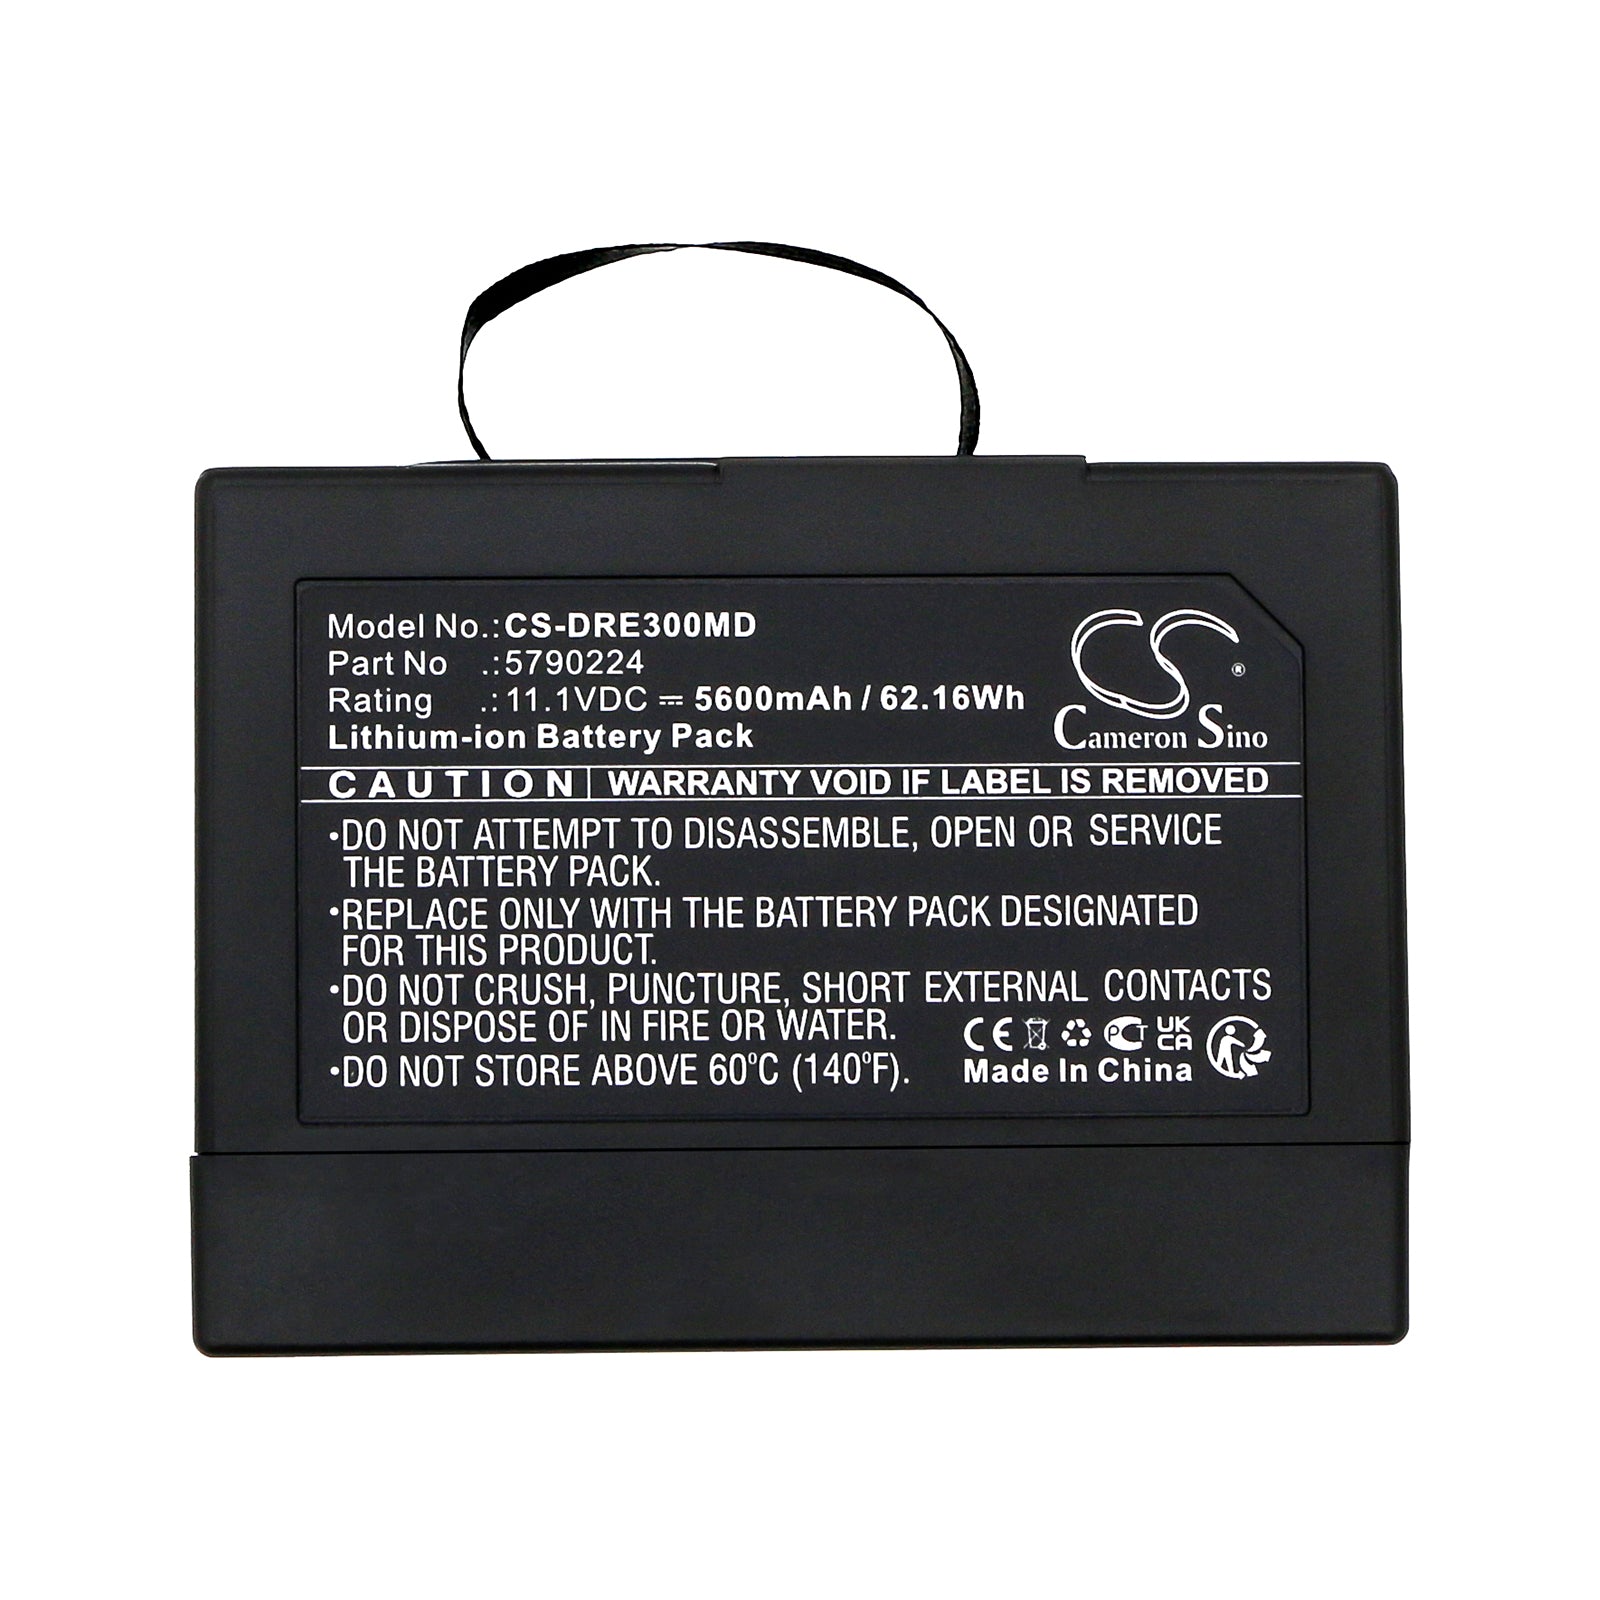 Model No.: CS-DRE300MD
Part No .: 5790224
Rating .: 11.1VDC ⎓ 5600mAh / 62.16Wh
Lithium-ion Battery Pack
CS ®
Cameron Sino
CAUTION | WARRANTY VOID IF LABEL IS REMOVED
•DO NOT ATTEMPT TO DISASSEMBLE, OPEN OR SERVICE
THE BATTERY PACK.
•REPLACE ONLY WITH THE BATTERY PACK DESIGNATED
FOR THIS PRODUCT.
•DO NOT CRUSH, PUNCTURE, SHORT EXTERNAL CONTACTS
OR DISPOSE OF IN FIRE OR WATER.
•DO NOT STORE ABOVE 60°C (140°F).
CE PCT UK CA
Made In China